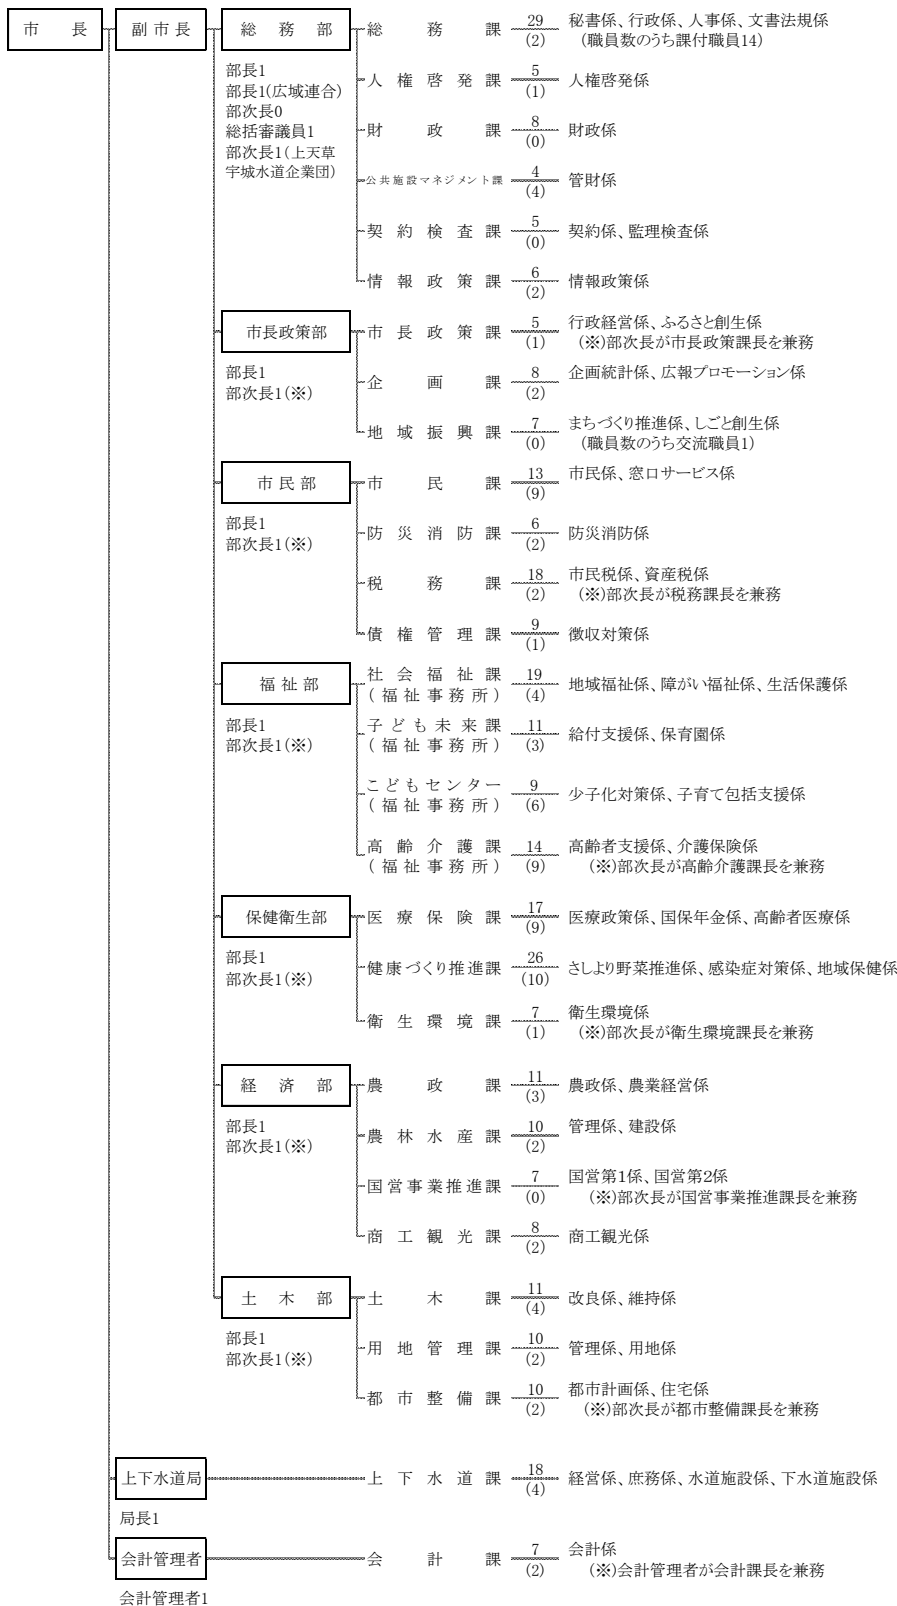 市長 副市長 総務部 総務課 29 秘書係、行政係、人事係、文書法規係
(2) (職員数のうち課付職員14)
部長1
部長1(広域連合)
部次長0
総括審議員1
部次長1(上天草
宇城水道企業団)
人権啓発課 5 人権啓発係
(1)
財政課 8 財政係
(0)
公共施設マネジメント課 4 管財係
(4)
契約検査課 5 契約係、監理検査係
(0)
情報政策課 6 情報政策係
(2)
市長政策部 市長政策課 5 行政経営係、ふるさと創生係
(1) (※)部次長が市長政策課長を兼務
部長1
部次長1(※)
企画課 8 企画統計係、広報プロモーション係
(2)
地域振興課 7 まちづくり推進係、しごと創生係
(0) (職員数のうち交流職員1)
市民部 市民課 13 市民係、窓口サービス係
(9)
部長1
部次長1(※)
防災消防課 6 防災消防係
(2)
税務課 18 市民税係、資産税係
(2) (※)部次長が税務課長を兼務
債権管理課 9 徴収対策係
(1)
福祉部 社会福祉課 19 地域福祉係、障がい福祉係、生活保護係
(福祉事務所) (4)
部長1
部次長1(※)
子ども未来課 11 給付支援係、保育園係
(福祉事務所) (3)
こどもセンター 9 少子化対策係、子育て包括支援係
(福祉事務所) (6)
高齢介護課 14 高齢者支援係、介護保険係
(福祉事務所) (9) (※)部次長が高齢介護課長を兼務
保健衛生部 医療保険課 17 医療政策係、国保年金係、高齢者医療係
(9)
部長1
部次長1(※)
健康づくり推進課 26 さしより野菜推進係、感染症対策係、地域保健係
(10)
衛生環境課 7 衛生環境係
(1) (※)部次長が衛生環境課長を兼務
経済部 農政課 11 農政係、農業経営係
(3)
部長1
部次長1(※)
農林水産課 10 管理係、建設係
(2)
国営事業推進課 7 国営第1係、国営第2係
(0) (※)部次長が国営事業推進課長を兼務
商工観光課 8 商工観光係
(2)
土木部 土木課 11 改良係、維持係
(4)
部長1
部次長1(※)
用地管理課 10 管理係、用地係
(2)
都市整備課 10 都市計画係、住宅係
(2) (※)部次長が都市整備課長を兼務
上下水道局 上下水道課 18 経営係、庶務係、水道施設係、下水道施設係
(4)
局長1
会計管理者 会計課 7 会計係
(2) (※)会計管理者が会計課長を兼務
会計管理者1